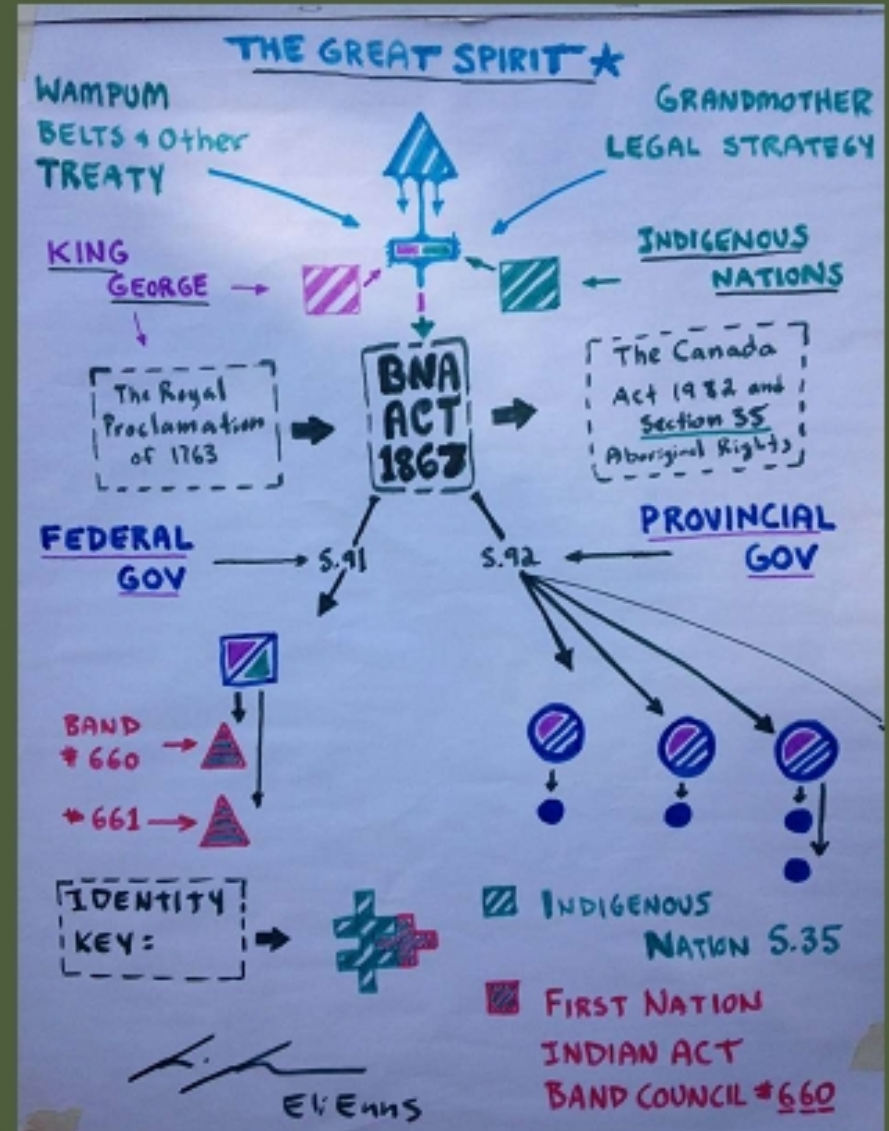 THE GREAT SPIRIT
WAMPUM
BELTS & Other
TREATY
GRANDMOTHER
LEGAL STRATEGY
KING
GEORGE
INDIGENOUS
NATIONS
The Royal
Proclamation
of 1763
BNA
ACT
1867
The Canada
Act 1982 and
Section 35
Aboriginal Rights
FEDERAL
GOV
S.91
S.92
PROVINCIAL
GOV
BAND
#660
#661
IDENTITY
KEY:
INDIGENOUS
NATION S.35
FIRST NATION
INDIAN ACT
BAND COUNCIL #660
Eli Enns